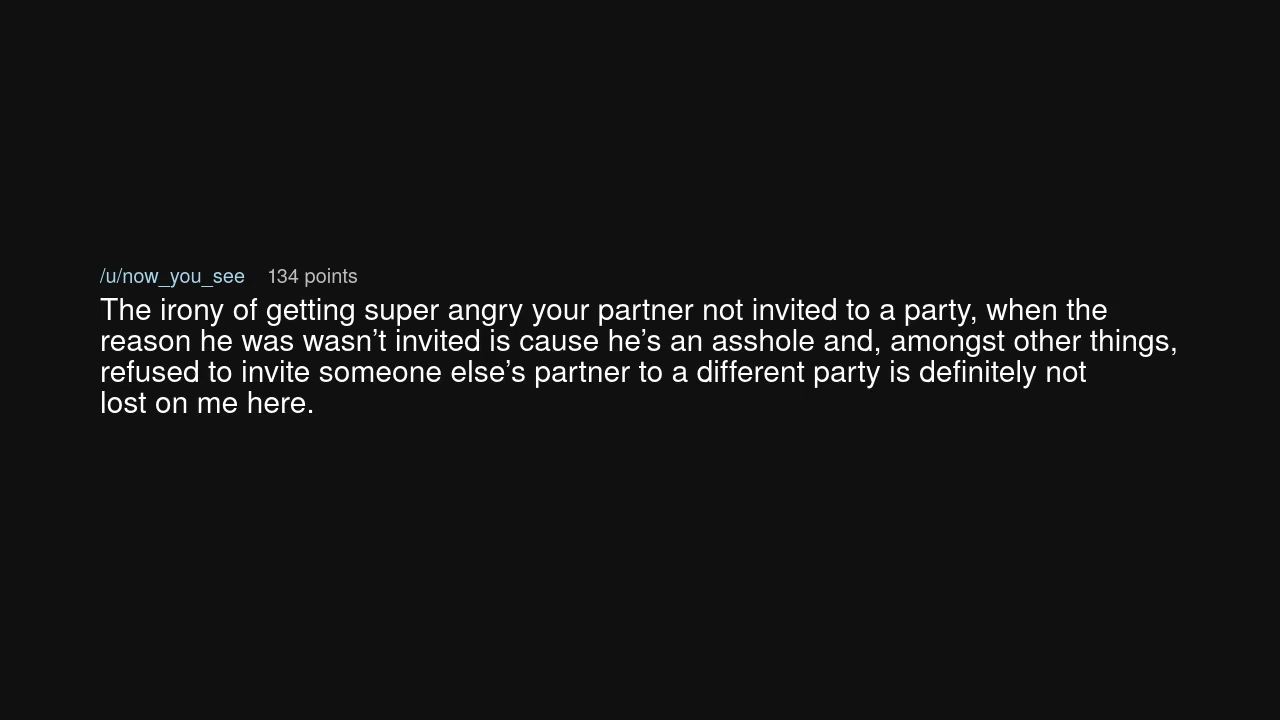 /u/now_you_see 134 points
The irony of getting super angry your partner not invited to a party, when the
reason he was wasn’t invited is cause he’s an asshole and, amongst other things,
refused to invite someone else’s partner to a different party is definitely not
lost on me here.